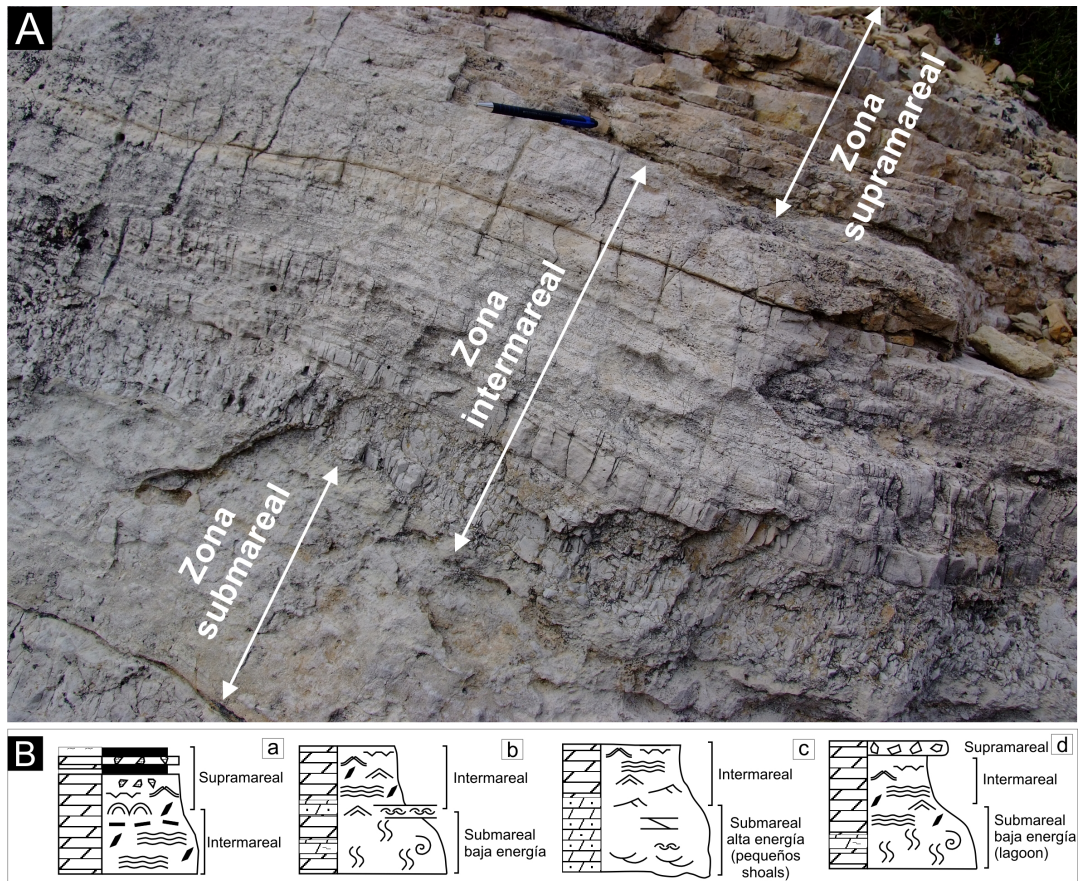 A
Zona
supramareal
Zona
intermareal
Zona
submareal
B
a
Supramareal
Intermareal
b
Intermareal
Submareal
baja energía
c
Intermareal
Submareal
alta energía
(pequeños
shoals)
d
Supramareal
Intermareal
Submareal
baja energía
(lagoon)